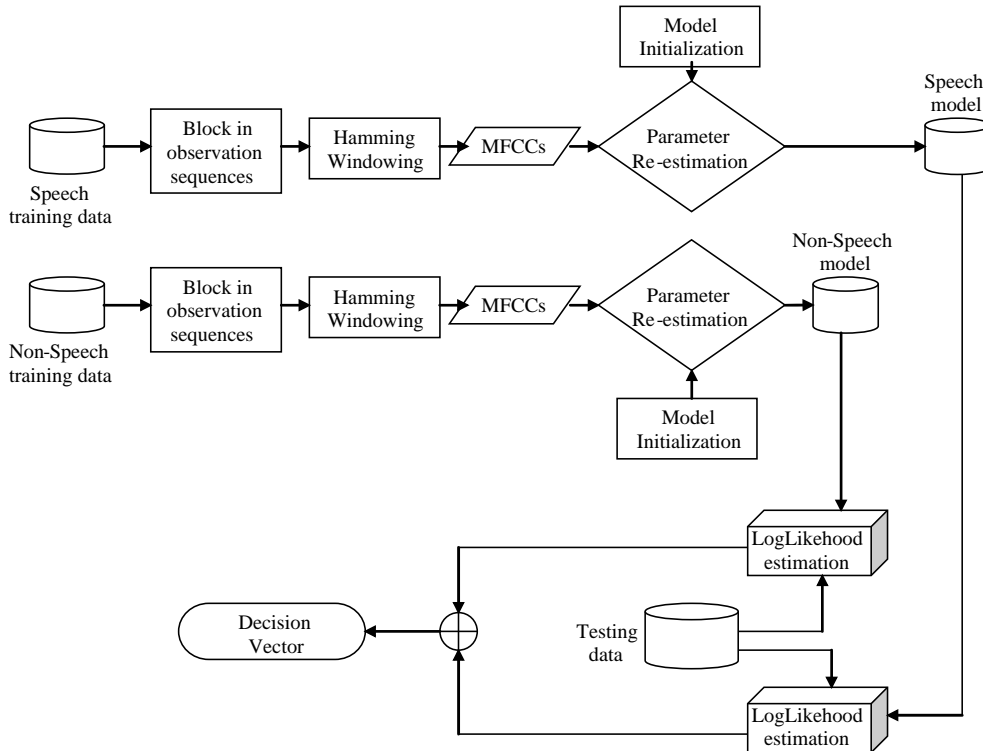 Model
Initialization
Speech
model
Block in
observation
sequences
Hamming
Windowing
MFCCs
Parameter
Re-estimation
Speech
training data
Non-Speech
model
Block in
observation
sequences
Hamming
Windowing
MFCCs
Parameter
Re-estimation
Non-Speech
training data
Model
Initialization
LogLikehood
estimation
Decision
Vector
Testing
data
LogLikehood
estimation